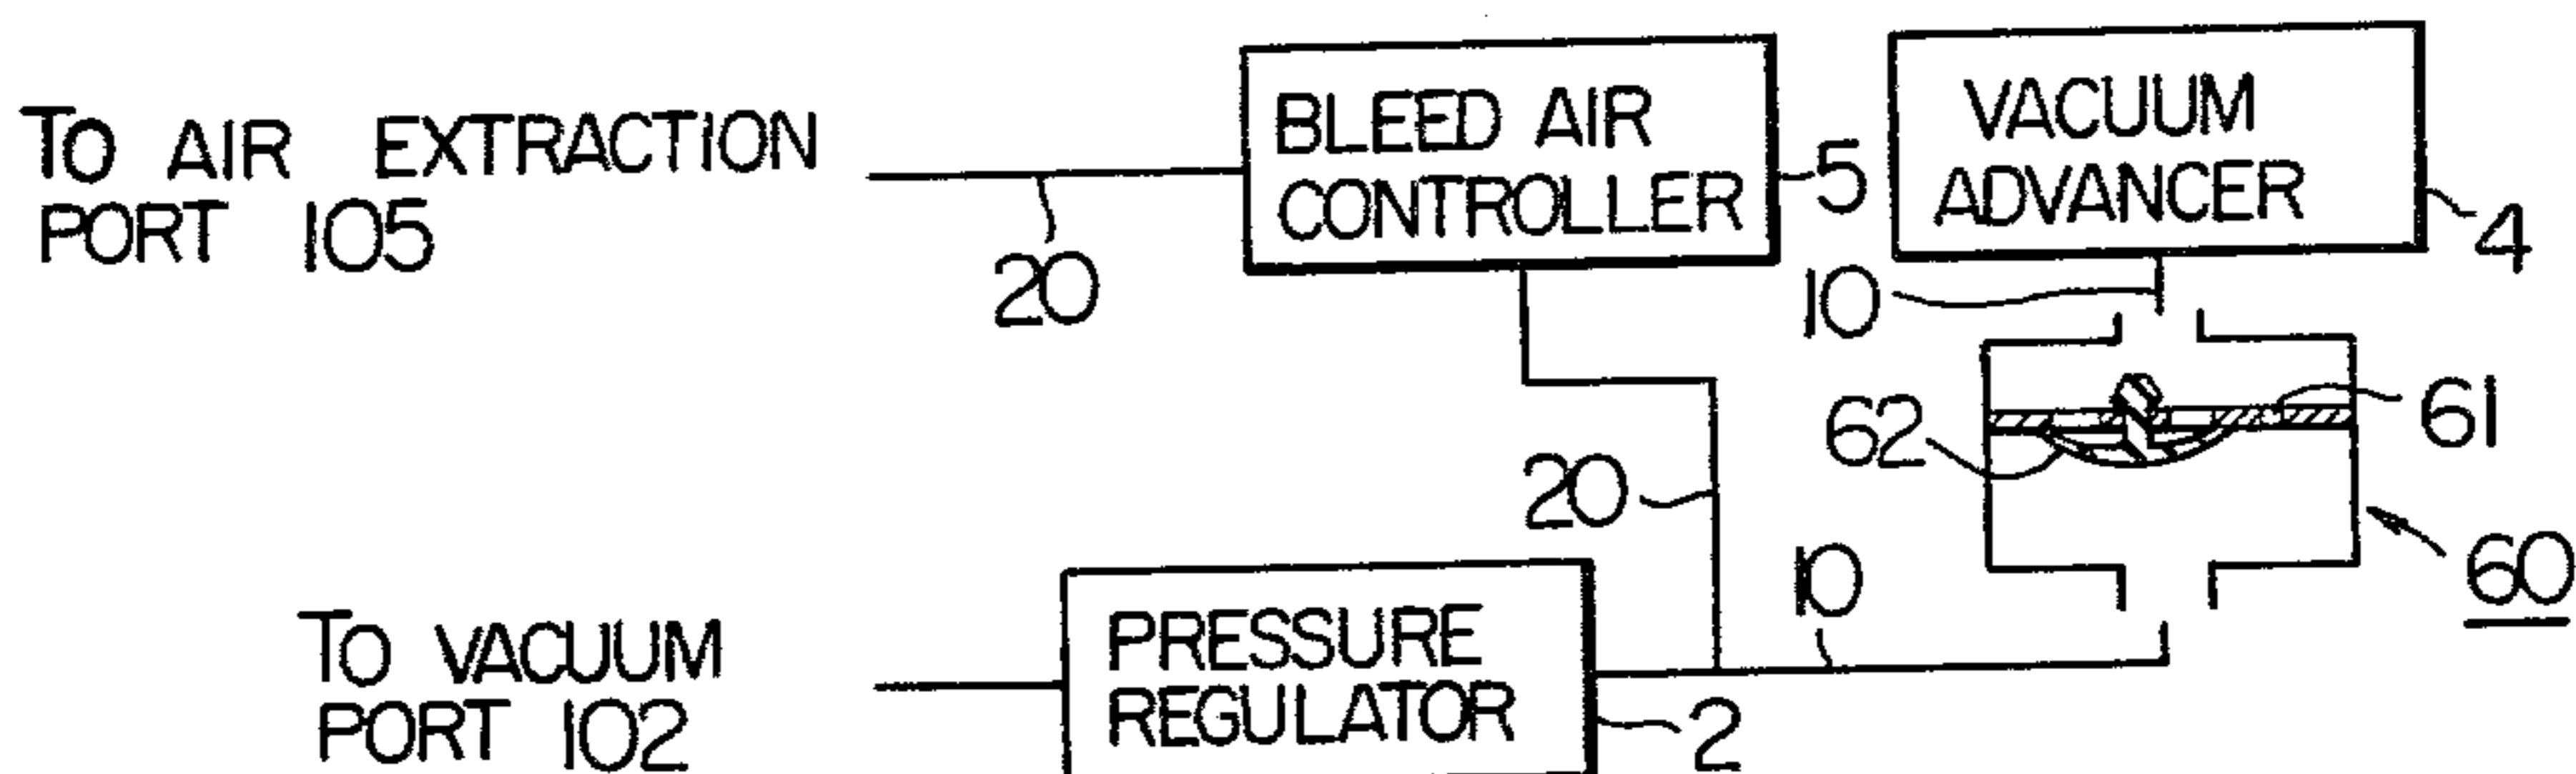 TO AIR EXTRACTION
PORT 105
20
BLEED AIR
CONTROLLER
5
VACUUM
ADVANCER
4
10
62
61
20
60
10
TO VACUUM
PORT 102
PRESSURE
REGULATOR
2